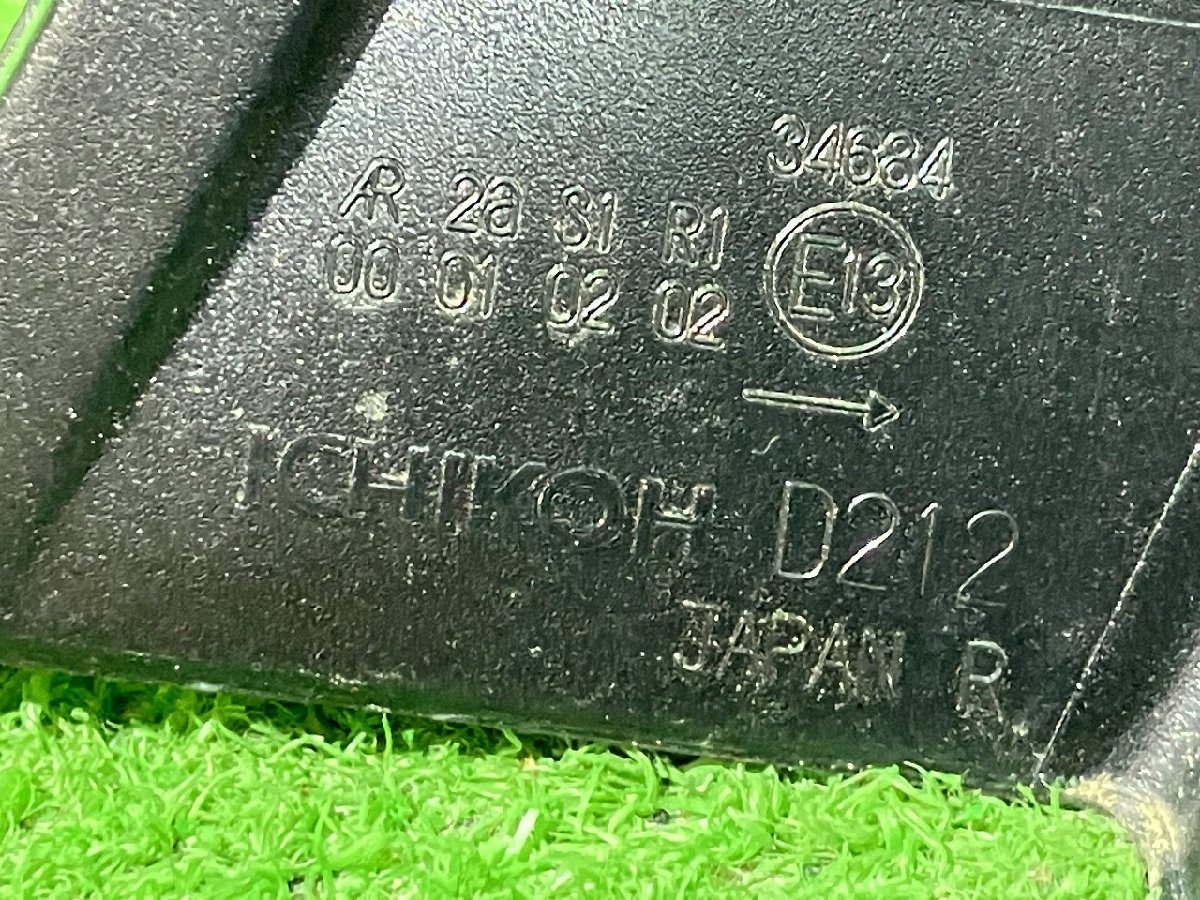 34684
AR 2a S1 R1
00 01 02 02
E13
ICHIKOH D212
JAPAN R